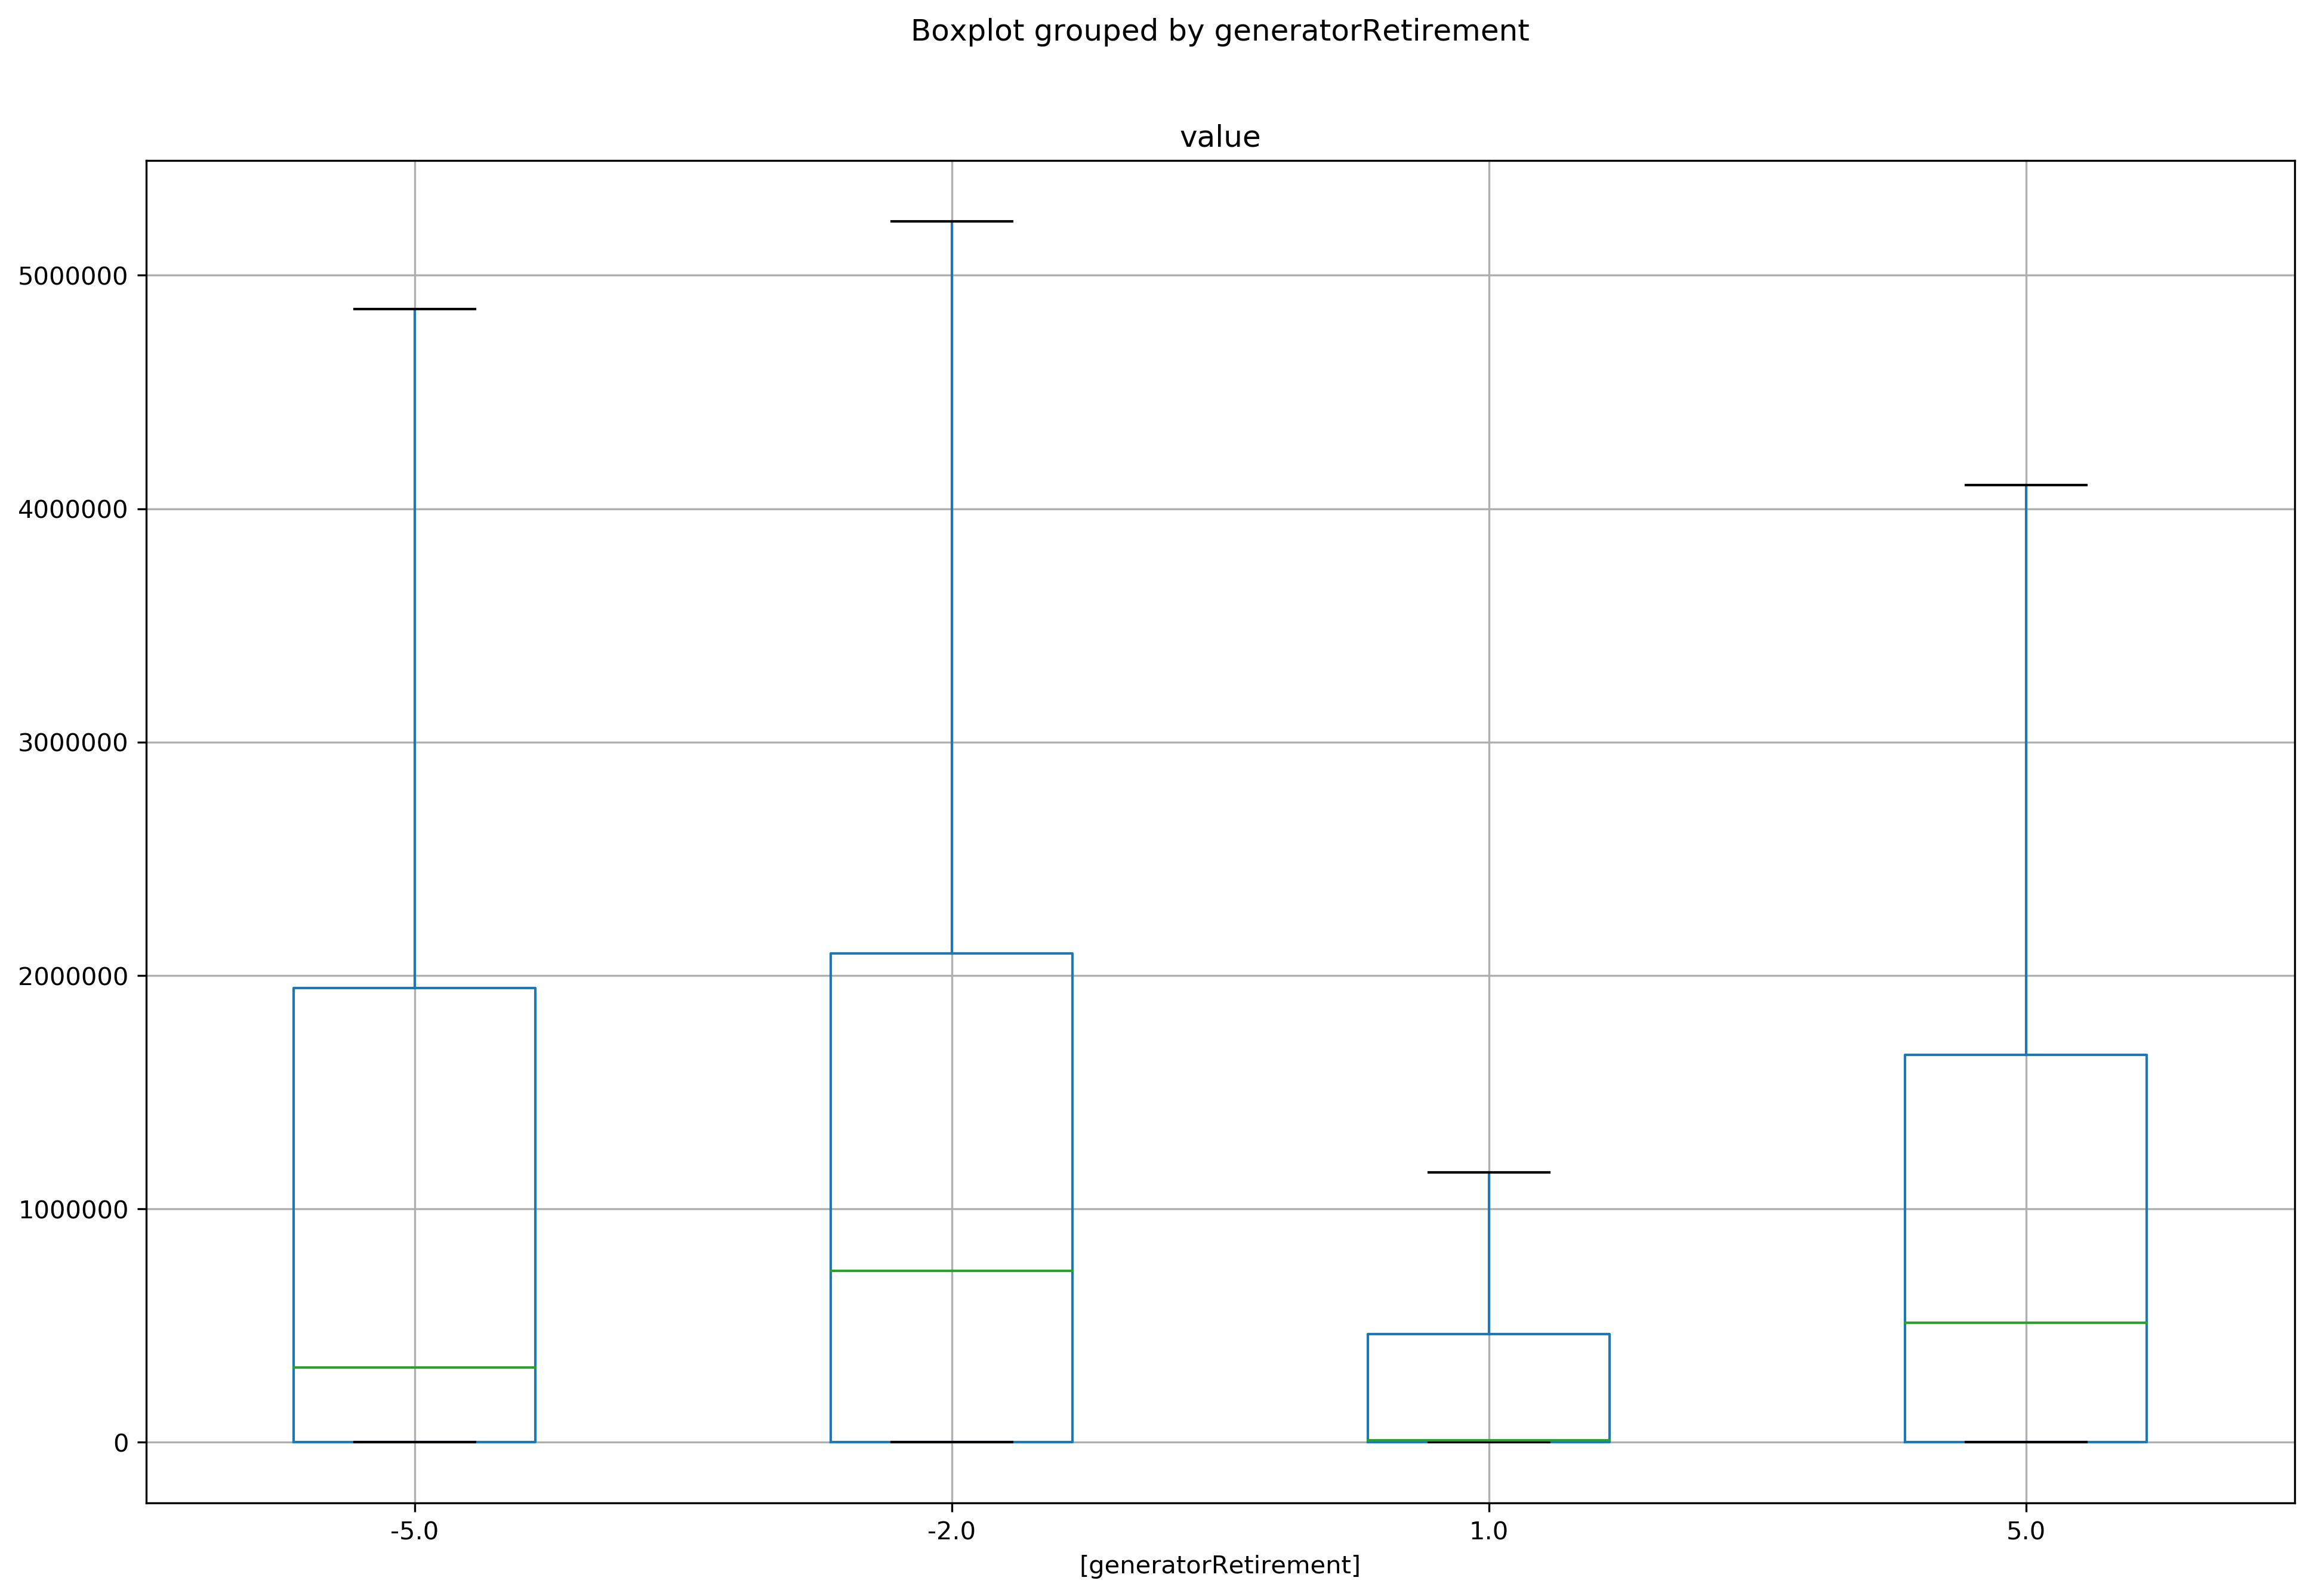 Boxplot grouped by generatorRetirement
value
5000000
4000000
3000000
2000000
1000000
0
-5.0 -2.0 1.0 5.0
[generatorRetirement]